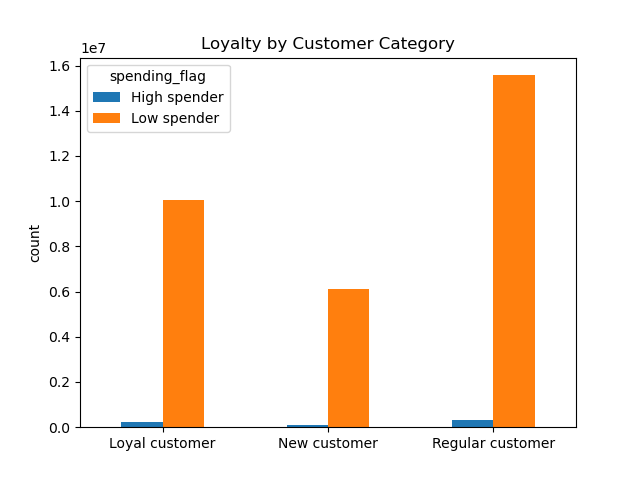 Loyalty by Customer Category
1e7
1.6
1.4
1.2
1.0
0.8
0.6
0.4
0.2
0.0
count
spending_flag
High spender
Low spender
Loyal customer
New customer
Regular customer